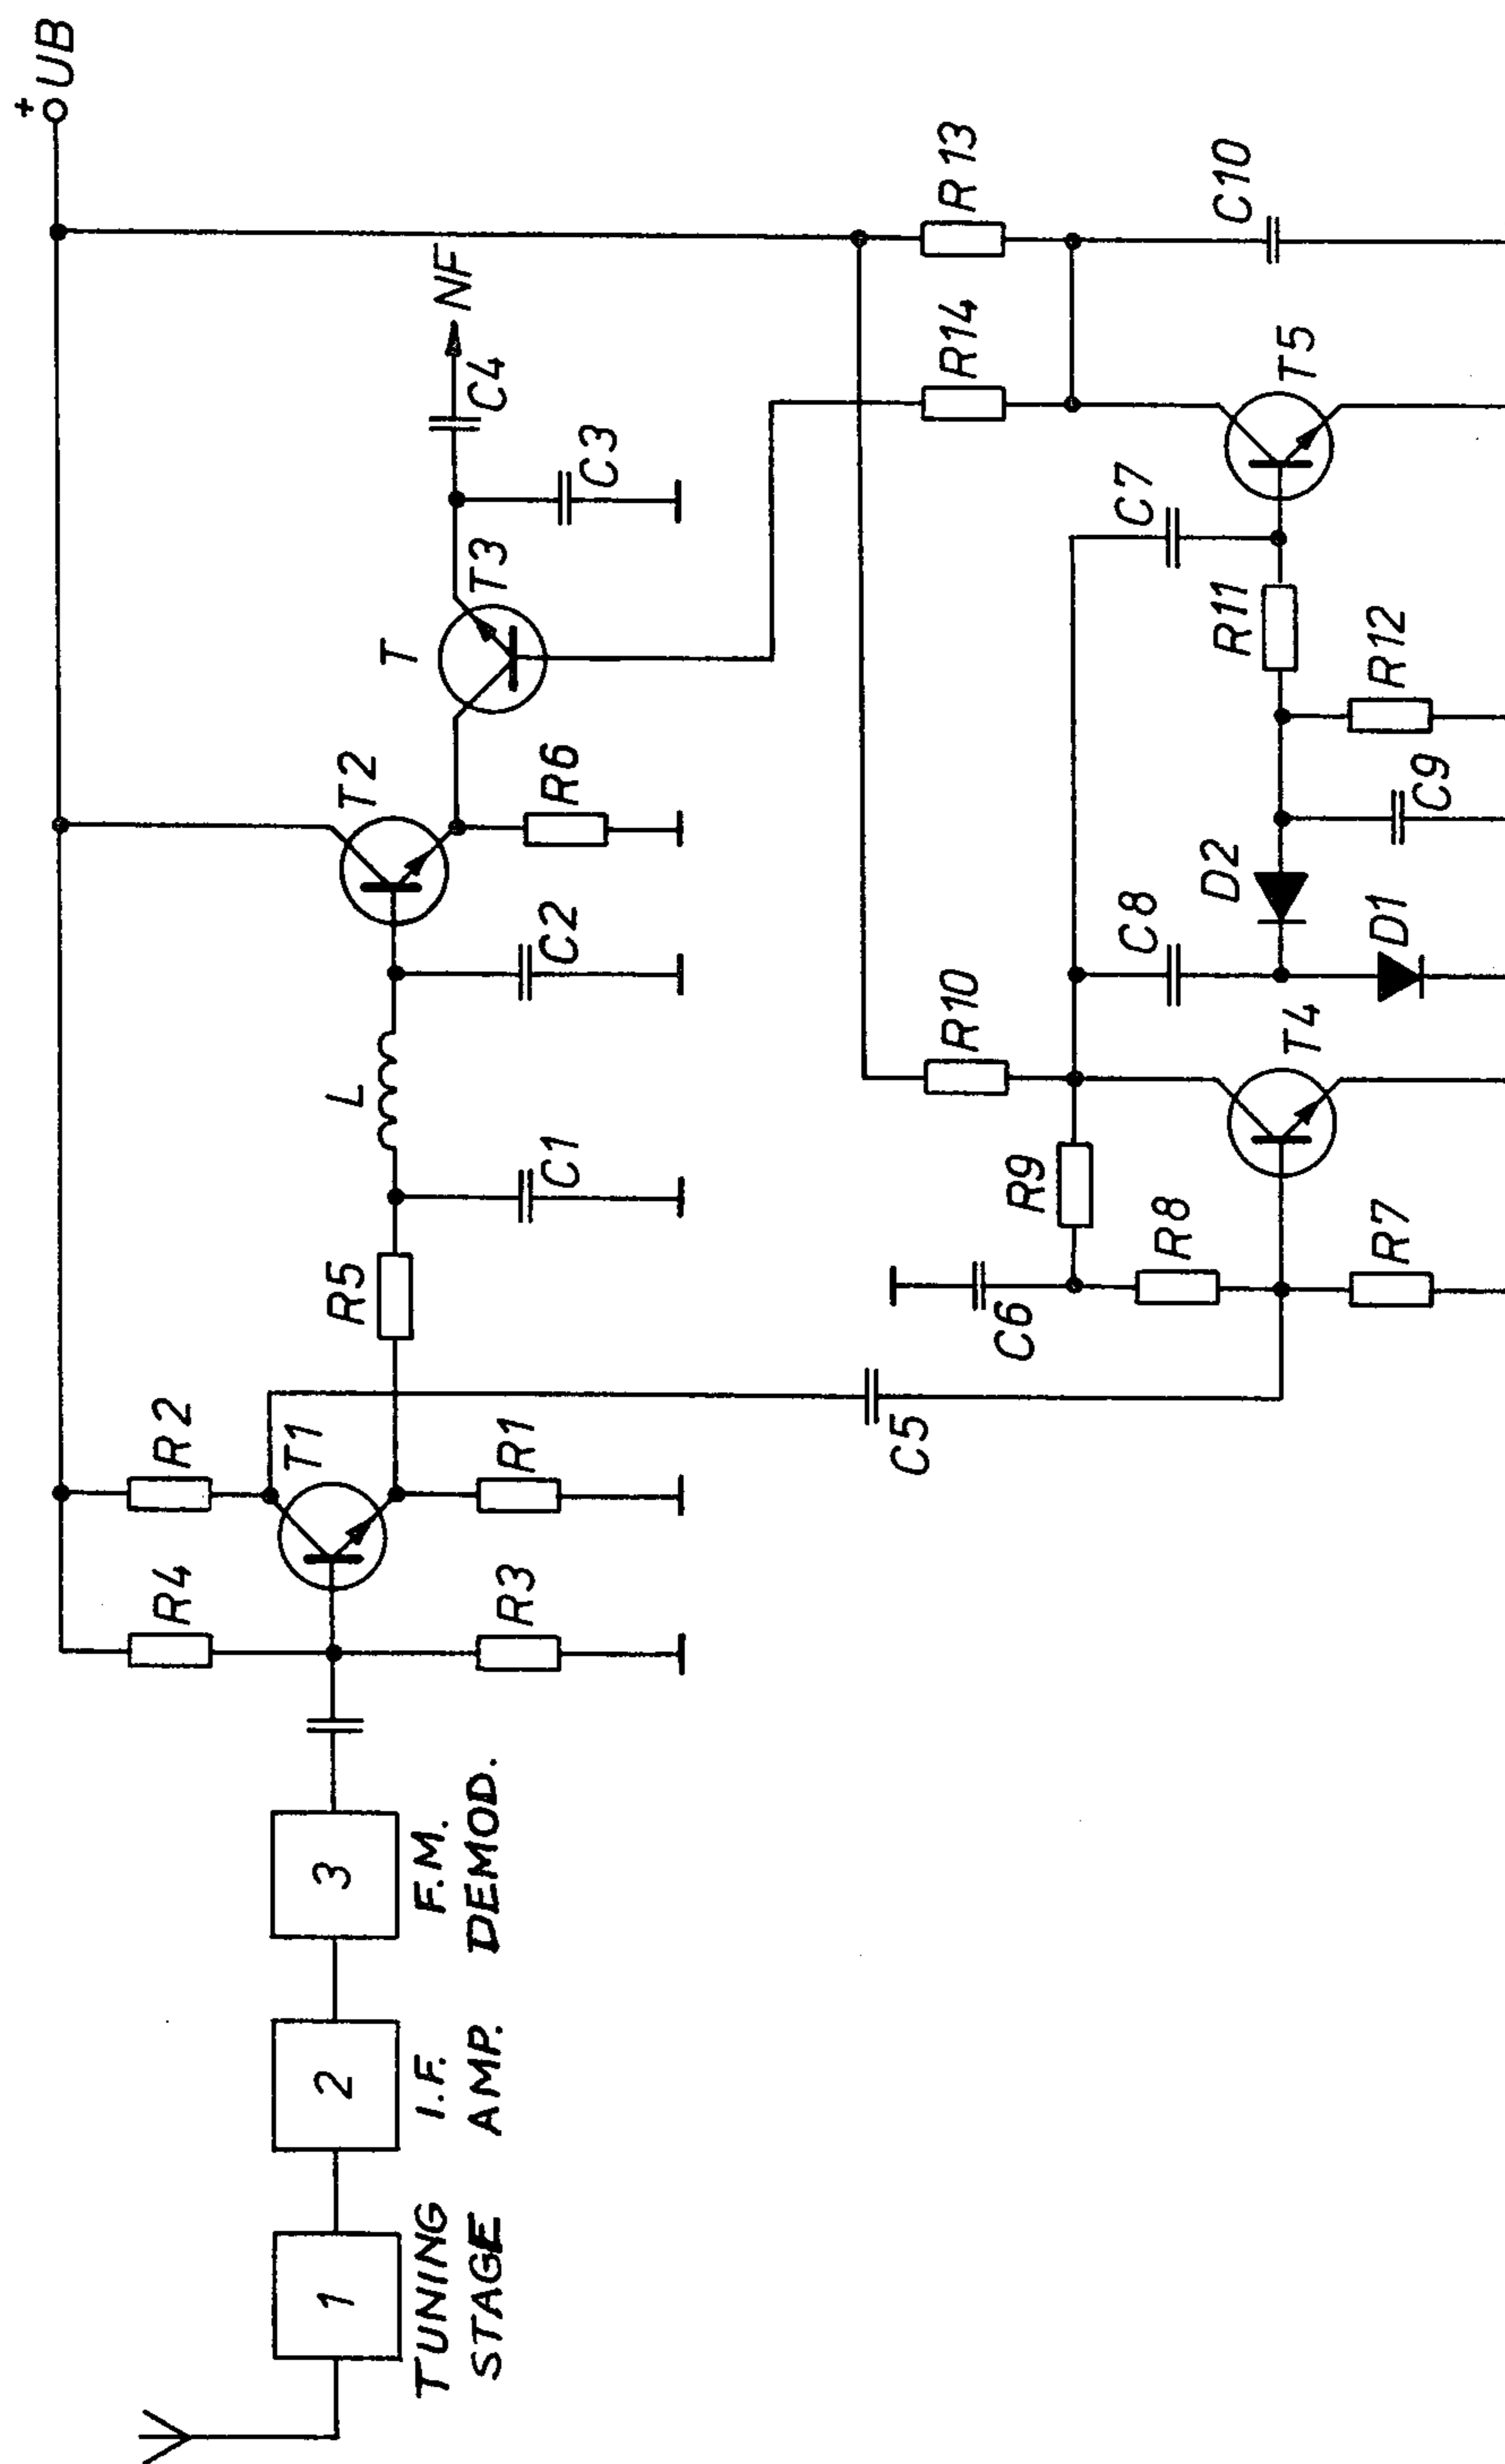 +
UB
R4
R2
T1
R3
R1
R5
L
C1
C2
T2
R6
T
T3
C3
C4
NF
1
2
3
TUNING
STAGE
I.F.
AMP.
F.M.
DEMOD.
C5
C6
R9
R8
R7
R10
T4
C8
D2
D1
C9
R11
R12
C7
T5
R14
R13
C10